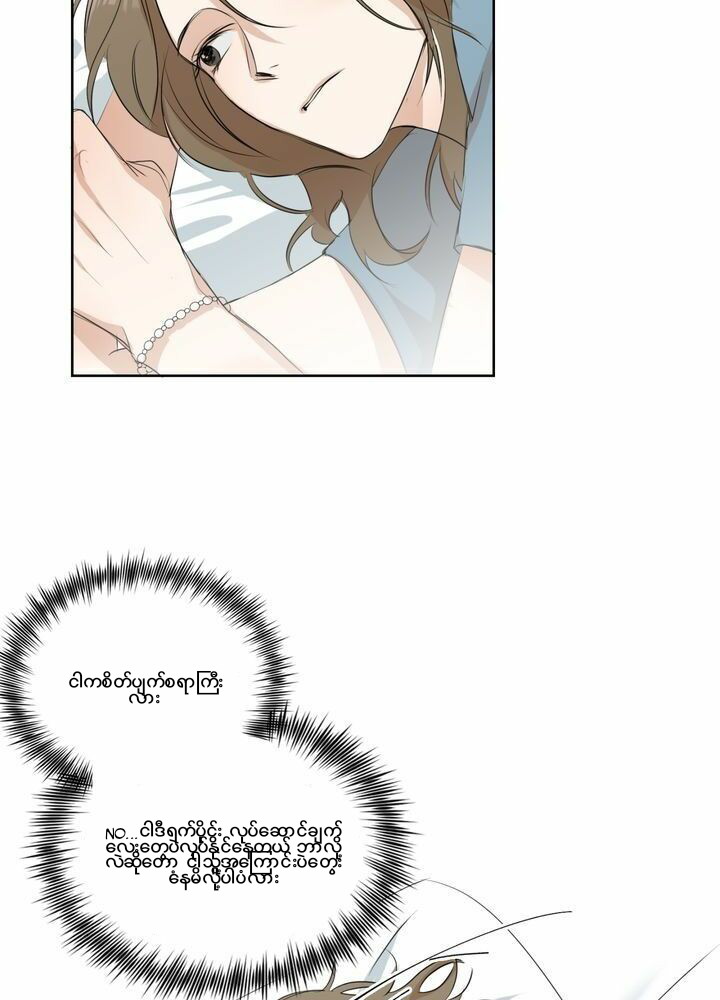 ငါကစိတ်ပျက်စရာကြီး
လား
NO...ငါဒီရက်ပိုင်း လုပ်ဆောင်ချက်
လေးတွေပဲလုပ်နိုင်နေတယ် ဘာလို့
လဲဆိုတော့ ငါသူ့အကြောင်းပဲတွေး
နေမိလို့ပါပဲလား